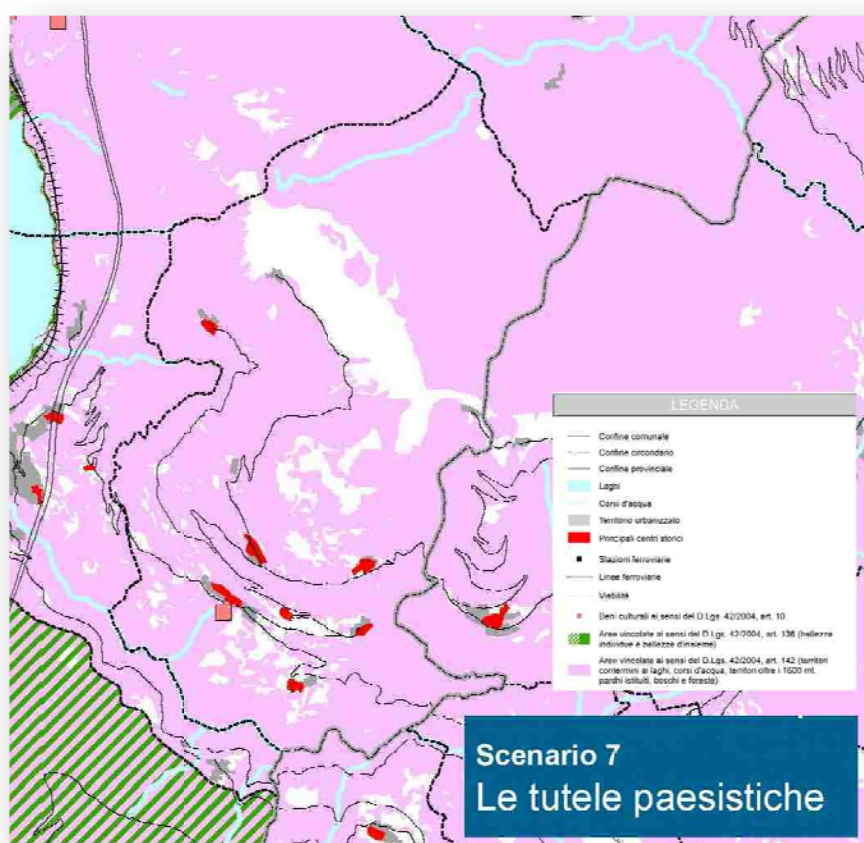 LEGENDA
Confine comunale
Confine circondario
Confine provinciale
Laghi
Corsi d'acqua
Territorio urbanizzato
Principali centri storici
Stazioni ferroviarie
Linee ferroviarie
Viabilità
Beni culturali ai sensi del D.Lgs. 42/2004, art. 10
Aree vincolate ai sensi del D.Lgs. 42/2004, art. 136 (bellezze
individue e bellezze d'insieme)
Aree vincolate ai sensi del D.Lgs. 42/2004, art. 142 (territori
contermini ai laghi, corsi d'acqua, territori oltre i 1600 mt.
parchi istituiti, boschi e foreste)
Scenario 7
Le tutele paesistiche